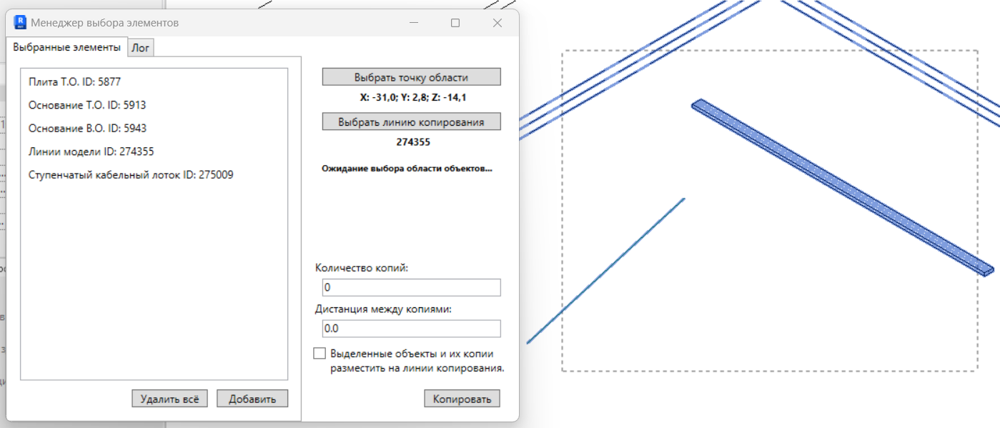 Менеджер выбора элементов
Выбранные элементы
Лог
Плита Т.О. ID: 5877
Основание Т.О. ID: 5913
Основание В.О. ID: 5943
Линии модели ID: 274355
Ступенчатый кабельный лоток ID: 275009
Удалить всё
Добавить
Выбрать точку области
X: -31,0; Y: 2,8; Z: -14,1
Выбрать линию копирования
274355
Ожидание выбора области объектов...
Количество копий:
0
Дистанция между копиями:
0.0
Выделенные объекты и их копии
разместить на линии копирования.
Копировать